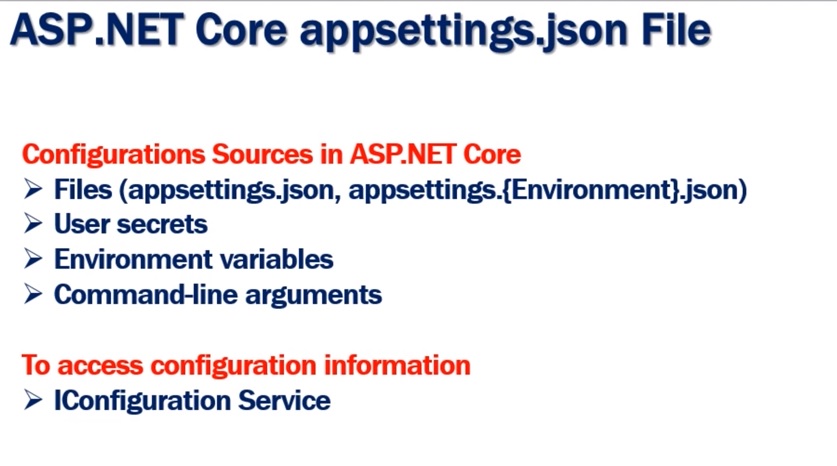 ASP.NET Core appsettings.json File
Configurations Sources in ASP.NET Core
Files (appsettings.json, appsettings.{Environment}.json)
User secrets
Environment variables
Command-line arguments
To access configuration information
IConfiguration Service